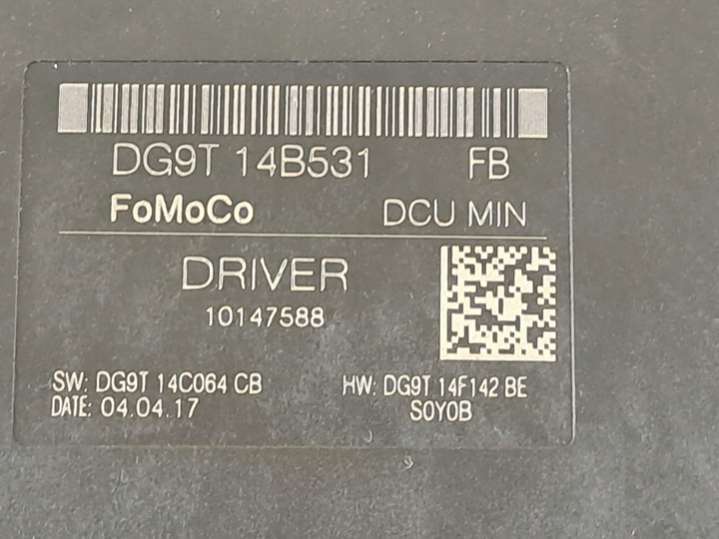 DG9T 14B531 FB
FoMoCo DCU MIN
DRIVER
10147588
SW: DG9T 14C064 CB HW: DG9T 14F142 BE
DATE: 04.04.17 S0Y0B